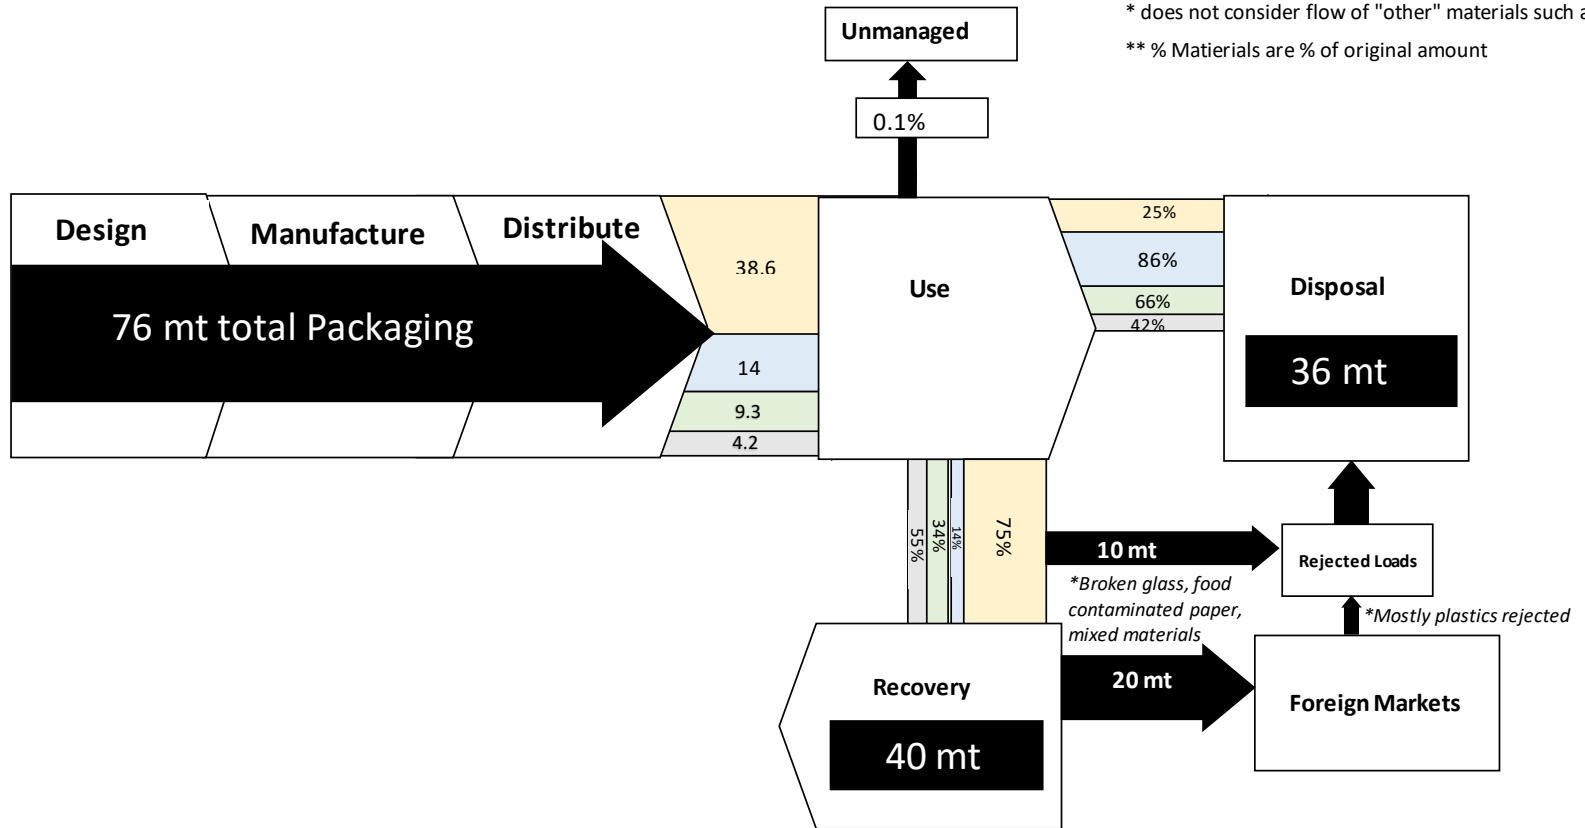 * does not consider flow of "other" materials such a
** % Matierials are % of original amount
Unmanaged
0.1%
Design
Manufacture
Distribute
76 mt total Packaging
38.6
14
9.3
4.2
Use
25%
86%
66%
42%
Disposal
36 mt
55%
34%
14%
75%
10 mt
*Broken glass, food
contaminated paper,
mixed materials
Rejected Loads
*Mostly plastics rejected
20 mt
Foreign Markets
Recovery
40 mt